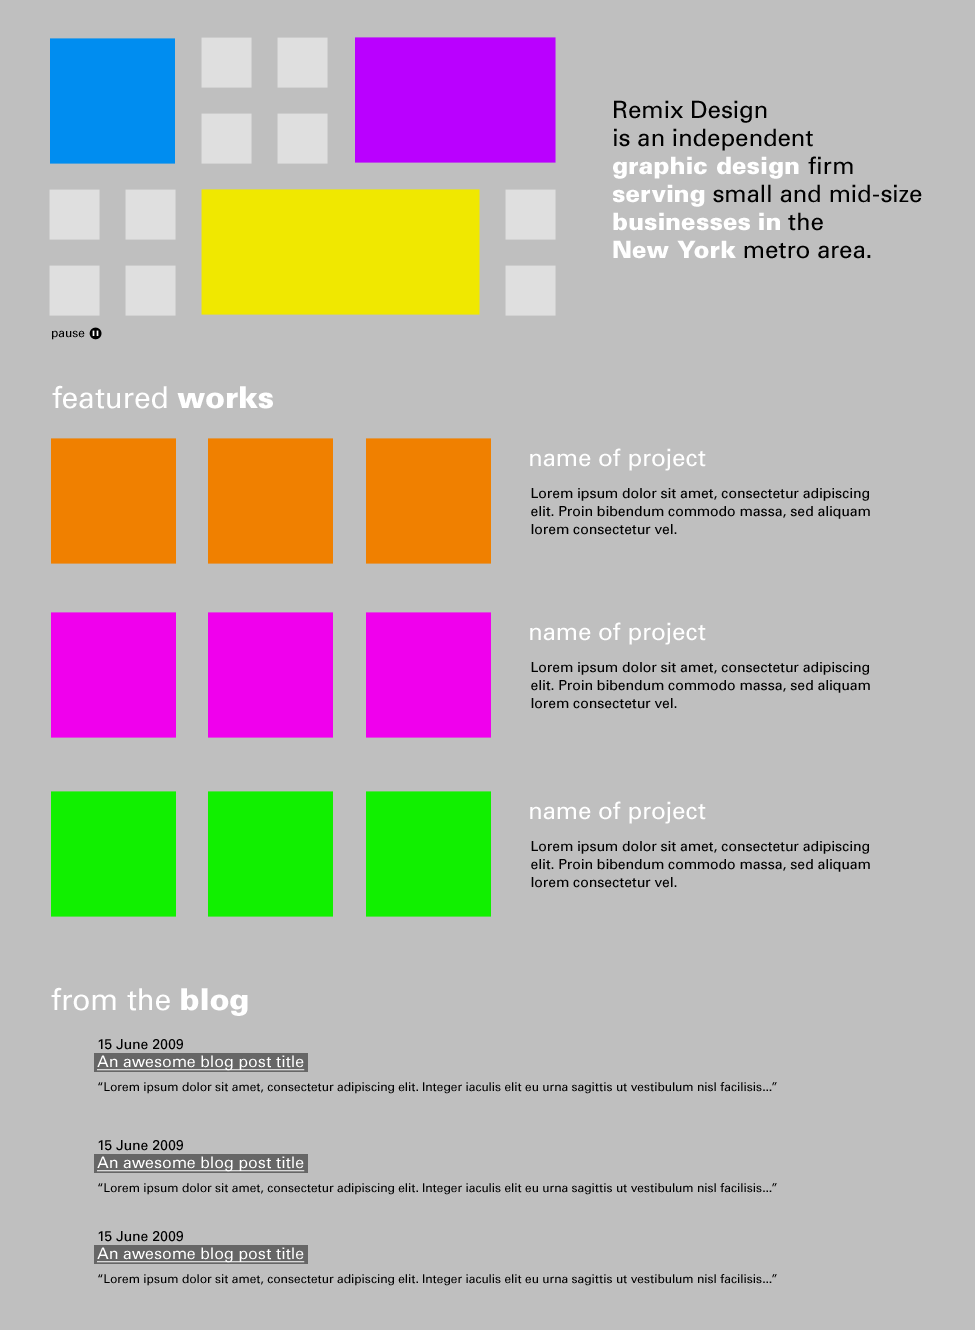 Remix Design
is an independent
graphic design firm
serving small and mid-size
businesses in the
New York metro area.
pause
featured works
name of project
Lorem ipsum dolor sit amet, consectetur adipiscing
elit. Proin bibendum commodo massa, sed aliquam
lorem consectetur vel.
name of project
Lorem ipsum dolor sit amet, consectetur adipiscing
elit. Proin bibendum commodo massa, sed aliquam
lorem consectetur vel.
name of project
Lorem ipsum dolor sit amet, consectetur adipiscing
elit. Proin bibendum commodo massa, sed aliquam
lorem consectetur vel.
from the blog
15 June 2009
An awesome blog post title
“Lorem ipsum dolor sit amet, consectetur adipiscing elit. Integer iaculis elit eu urna sagittis ut vestibulum nisl facilisis...”
15 June 2009
An awesome blog post title
“Lorem ipsum dolor sit amet, consectetur adipiscing elit. Integer iaculis elit eu urna sagittis ut vestibulum nisl facilisis...”
15 June 2009
An awesome blog post title
“Lorem ipsum dolor sit amet, consectetur adipiscing elit. Integer iaculis elit eu urna sagittis ut vestibulum nisl facilisis...”